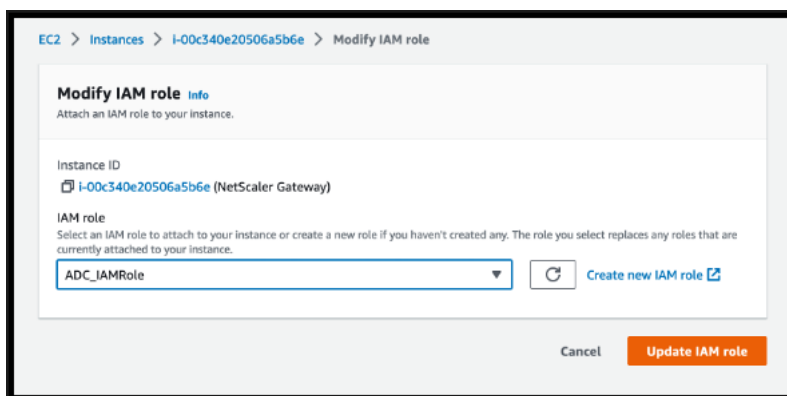 EC2 > Instances > i-00c340e20506a5b6e > Modify IAM role
Modify IAM role Info
Attach an IAM role to your instance.
Instance ID
i-00c340e20506a5b6e (NetScaler Gateway)
IAM role
Select an IAM role to attach to your instance or create a new role if you haven't created any. The role you select replaces any roles that are
currently attached to your instance.
ADC_IAMRole
Create new IAM role
Cancel
Update IAM role